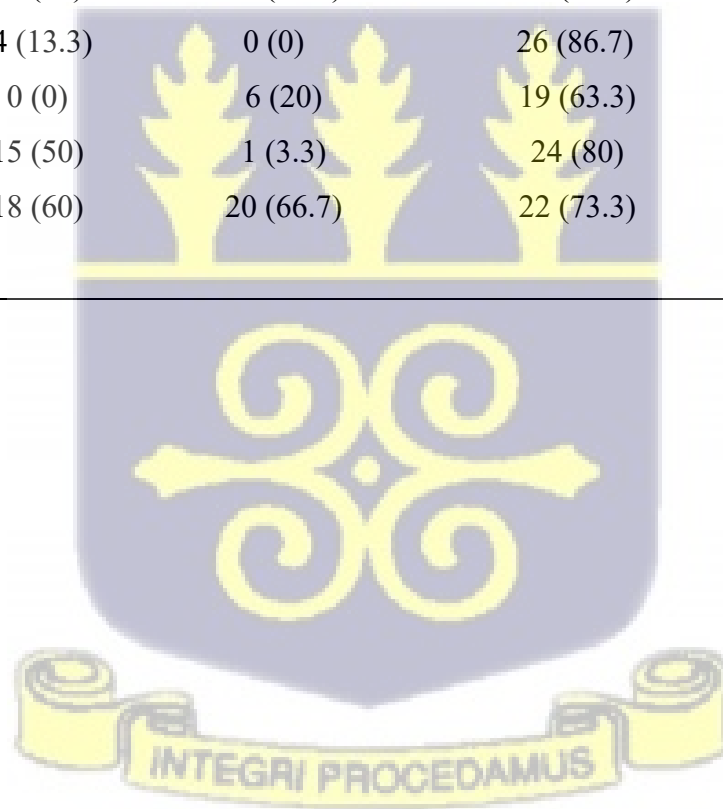 4 (13.3) 0 (0) 26 (86.7)
0 (0) 6 (20) 19 (63.3)
15 (50) 1 (3.3) 24 (80)
18 (60) 20 (66.7) 22 (73.3)
INTEGRI PROCEDAMUS